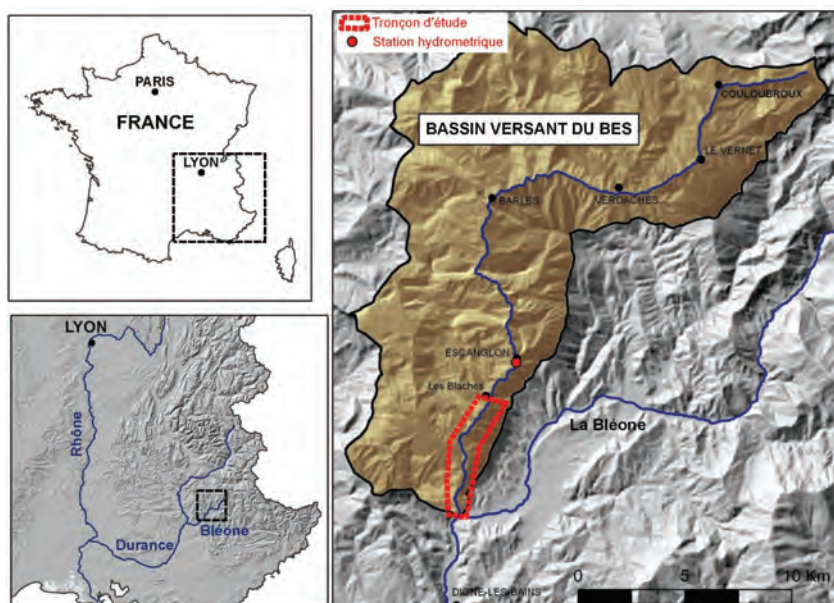 PARIS
FRANCE
LYON
LYON
Rhône
Durance
Bléone
Tronçon d'étude
Station hydrometrique
COULOUBROUX
BASSIN VERSANT DU BES
LE VERNET
VERDACHES
BARLES
ESCANGLON
Les Blaches
La Bléone
0 5 10 Km
DIGNE-LES-BAINS